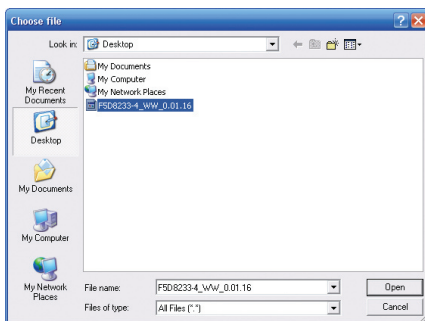 Choose file
Look in:
Desktop
My Recent
Documents
Desktop
My Documents
My Computer
My Network
Places
My Documents
My Computer
My Network Places
F5D8233-4_WW_0.01.16
File name:
F5D8233-4_WW_0.01.16
Open
Files of type:
All Files (*.*)
Cancel